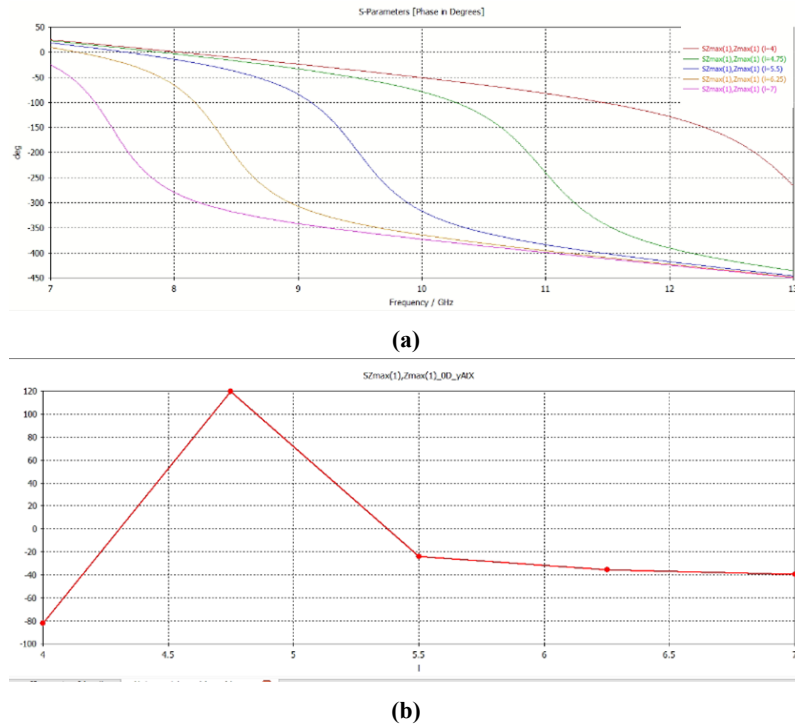 S-Parameters [Phase in Degrees]
50
0
-50
-100
-150
-200
-250
-300
-350
-400
-450
deg
SZmax(1),Zmax(1) (l=4)
SZmax(1),Zmax(1) (l=4.75)
SZmax(1),Zmax(1) (l=5.5)
SZmax(1),Zmax(1) (l=6.25)
SZmax(1),Zmax(1) (l=7)
7 8 9 10 11 12 13
Frequency / GHz
(a)
SZmax(1),Zmax(1)_0D_yAtX
120
100
80
60
40
20
0
-20
-40
-60
-80
-100
4 4.5 5 5.5 6 6.5 7
l
(b)